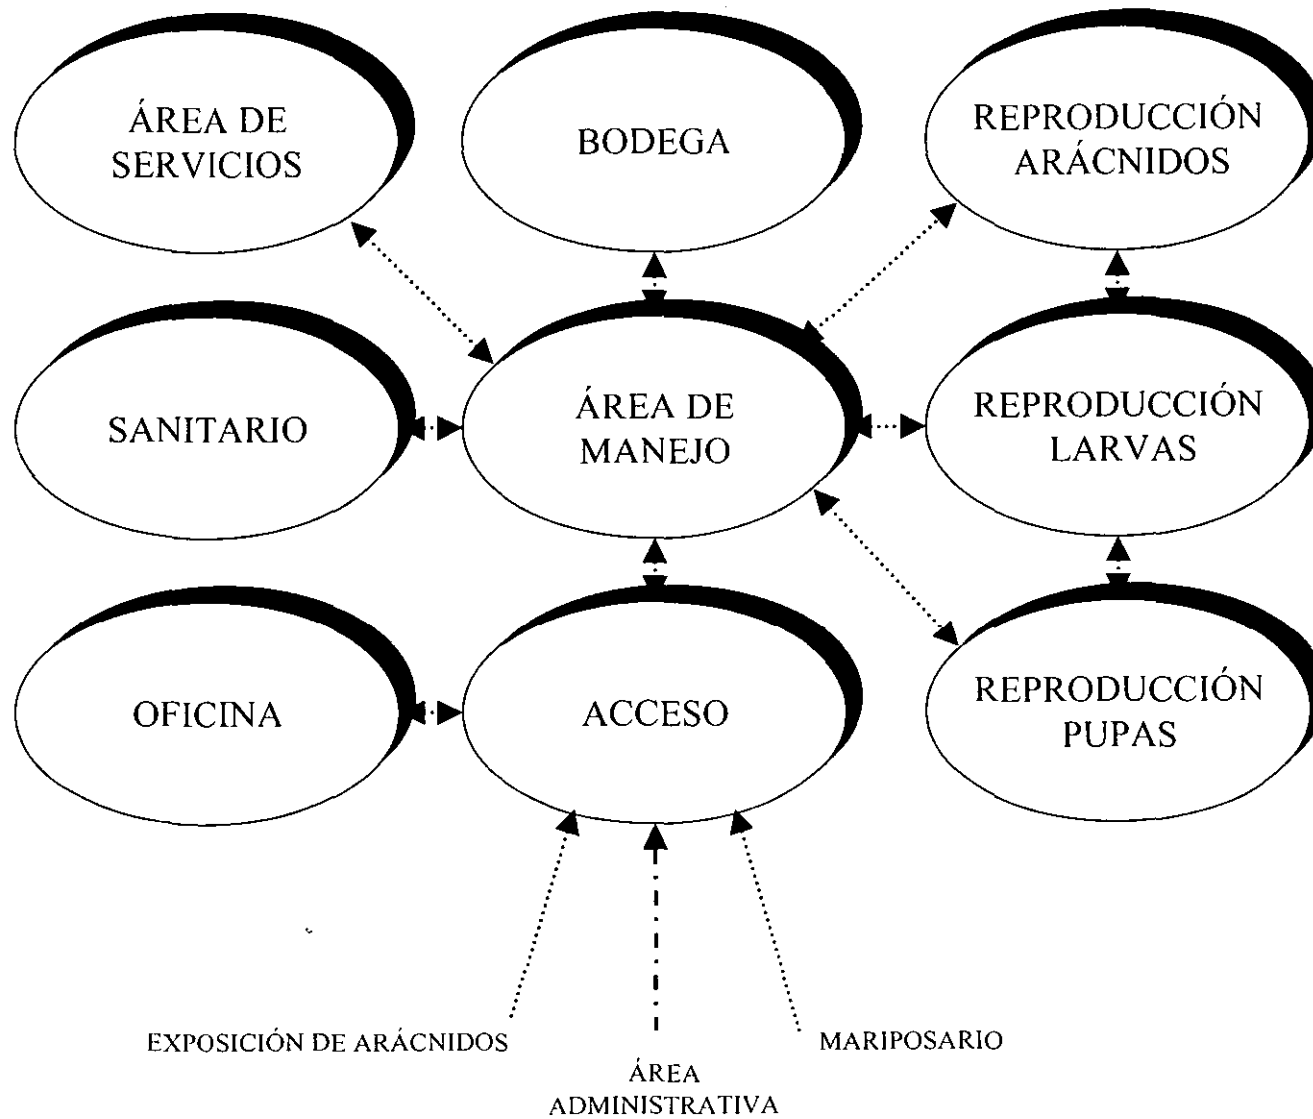 ÁREA DE
SERVICIOS
BODEGA
REPRODUCCIÓN
ARÁCNIDOS
SANITARIO
ÁREA DE
MANEJO
REPRODUCCIÓN
LARVAS
OFICINA
ACCESO
REPRODUCCIÓN
PUPAS
EXPOSICIÓN DE ARÁCNIDOS
MARIPOSARIO
ÁREA
ADMINISTRATIVA